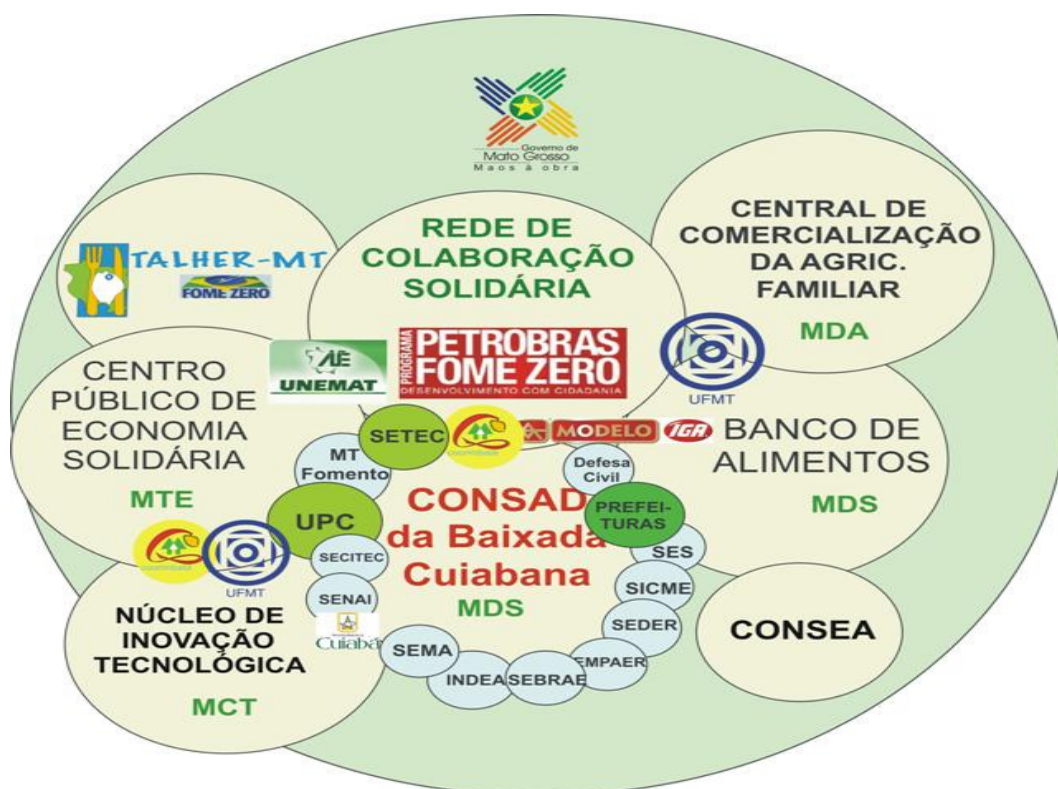 Governo de
Mato Grosso
Maos à obra
TALHER-MT
FOME ZERO
REDE DE
COLABORAÇÃO
SOLIDÁRIA
CENTRAL DE
COMERCIALIZAÇÃO
DA AGRIC.
FAMILIAR
MDA
UNEMAT
PROGRAMA
PETROBRAS
FOME ZERO
DESENVOLVIMENTO COM CIDADANIA
UFMT
CENTRO
PÚBLICO DE
ECONOMIA
SOLIDÁRIA
MTE
SETEC
MODELO
IGA
BANCO DE
ALIMENTOS
MDS
MT
Fomento
Defesa
Civil
UPC
CONSAD
da Baixada
Cuiabana
MDS
PREFEI-
TURAS
SECITEC
SES
SENAI
SICME
Cuiabá
SEDER
SEMA
EMPAER
INDEA
SEBRAE
UFMT
NÚCLEO DE
INOVAÇÃO
TECNOLÓGICA
MCT
CONSEA